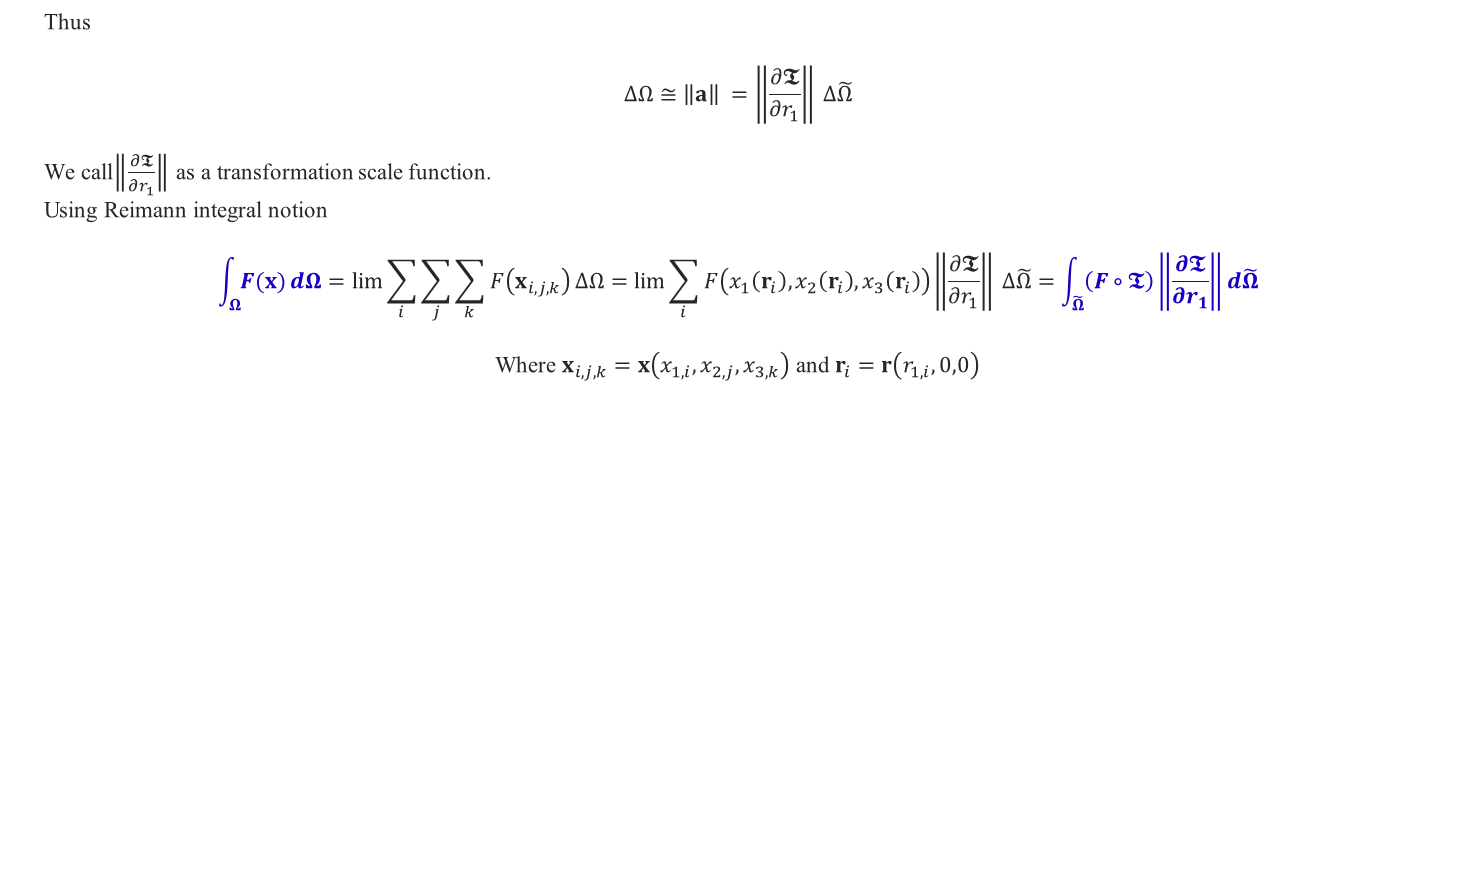 Thus
ΔΩ ≅ ‖𝐚‖ = ‖∂𝕿/∂r₁‖ ΔΩ̃
We call ‖∂𝕿/∂r₁‖ as a transformation scale function.
Using Reimann integral notion
∫_Ω F(𝐱) dΩ = lim ∑_i ∑_j ∑_k F(𝐱_{i,j,k}) ΔΩ = lim ∑_i F(x₁(𝐫_i), x₂(𝐫_i), x₃(𝐫_i)) ‖∂𝕿/∂r₁‖ ΔΩ̃ = ∫_Ω̃ (F ∘ 𝕿) ‖∂𝕿/∂r₁‖ dΩ̃
Where 𝐱_{i,j,k} = 𝐱(x_{1,i}, x_{2,j}, x_{3,k}) and 𝐫_i = 𝐫(r_{1,i}, 0,0)